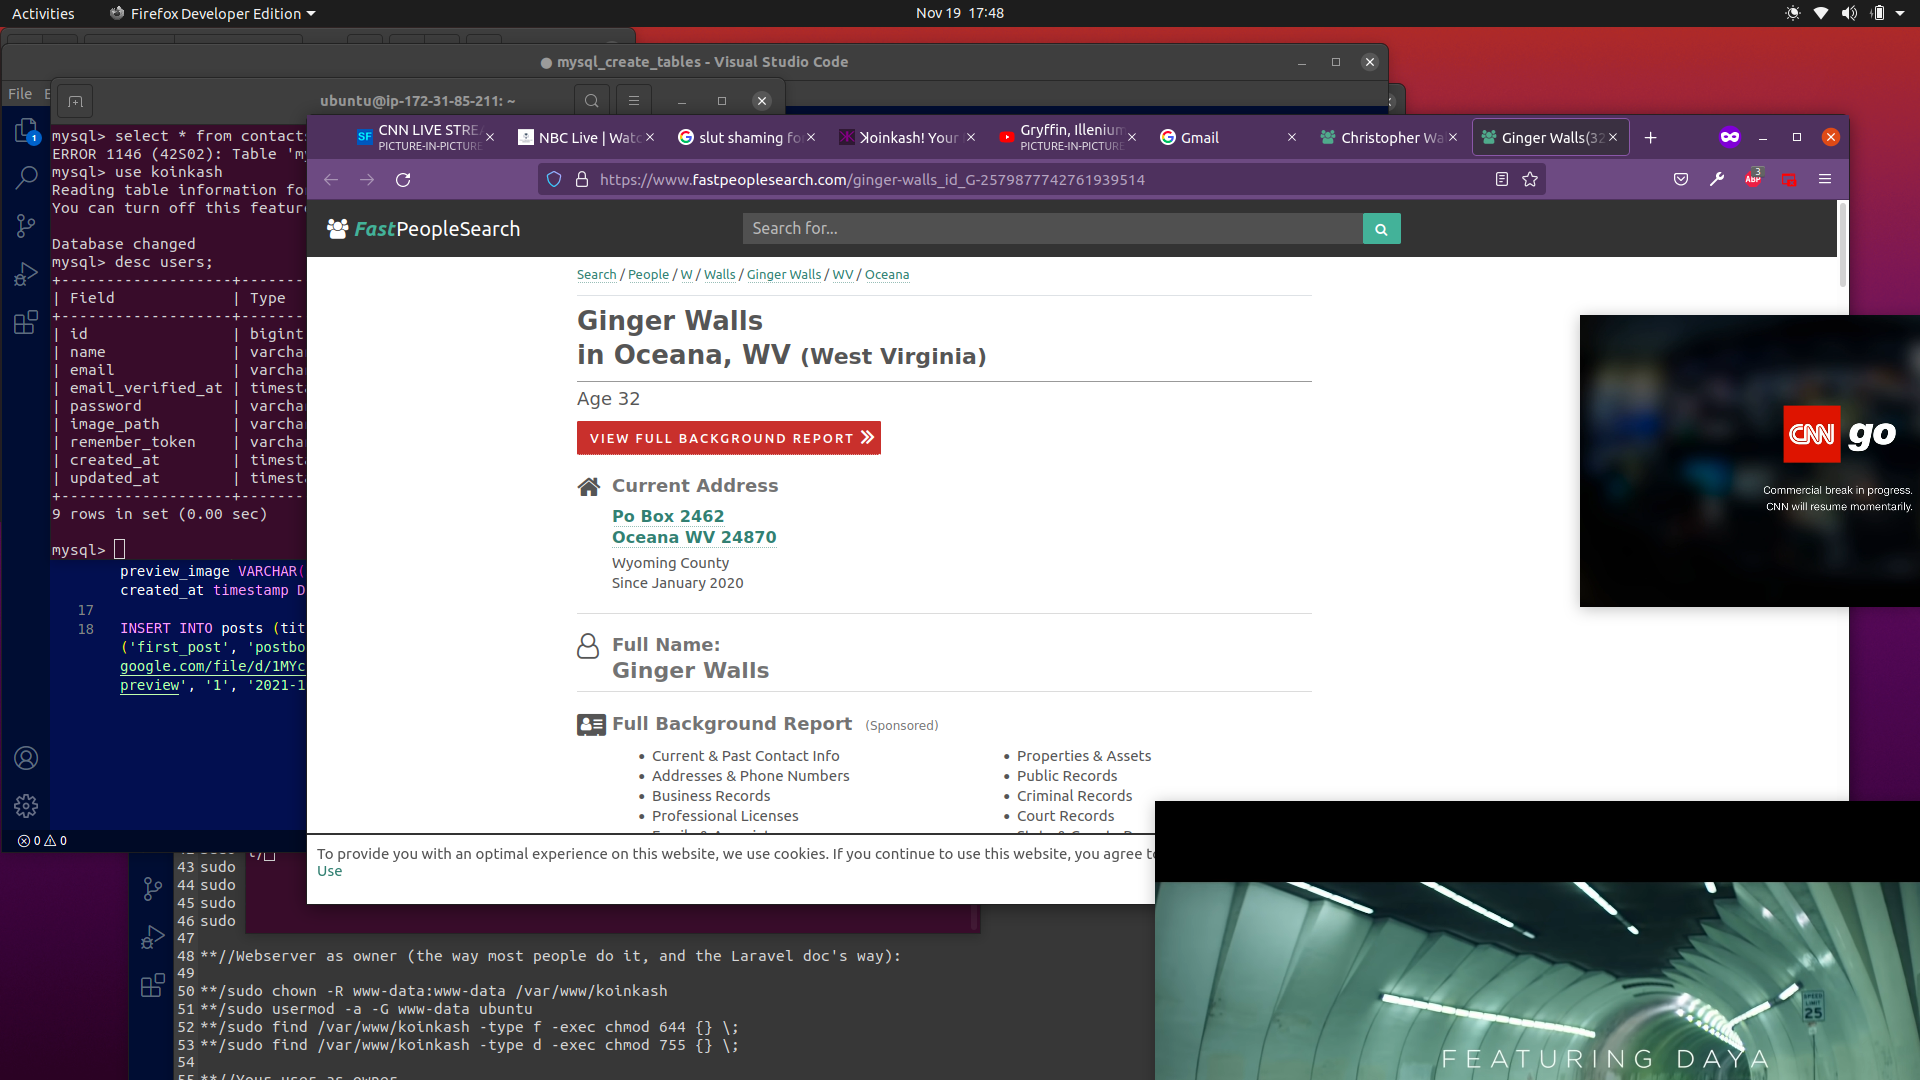 Activities
Firefox Developer Edition
Nov 19 17:48
mysql_create_tables - Visual Studio Code
File
ubuntu@ip-172-31-85-211: ~
mysql> select * from contact
ERROR 1146 (42S02): Table 'm
mysql> use koinkash
Reading table information fo
You can turn off this featur
Database changed
mysql> desc users;
+-------------------+-------
| Field | Type
+-------------------+-------
| id | bigint
| name | varcha
| email | varcha
| email_verified_at | timest
| password | varcha
| image_path | varcha
| remember_token | varcha
| created_at | timest
| updated_at | timest
+-------------------+-------
9 rows in set (0.00 sec)
mysql>
preview_image VARCHAR(
created_at timestamp D
17
18 INSERT INTO posts (tit
('first_post', 'postbo
google.com/file/d/1MYc
preview', '1', '2021-1
0 0
CNN LIVE STRE
PICTURE-IN-PICTURE
NBC Live | Watc
slut shaming fo
Koinkash! Your
Gryffin, Illenium
PICTURE-IN-PICTURE
Gmail
Christopher Wa
Ginger Walls(32
https://www.fastpeoplesearch.com/ginger-walls_id_G-2579877742761939514
ABP
3
FastPeopleSearch
Search for...
Search / People / W / Walls / Ginger Walls / WV / Oceana
Ginger Walls
in Oceana, WV (West Virginia)
Age 32
VIEW FULL BACKGROUND REPORT
Current Address
Po Box 2462
Oceana WV 24870
Wyoming County
Since January 2020
Full Name:
Ginger Walls
Full Background Report (Sponsored)
Current & Past Contact Info
Addresses & Phone Numbers
Business Records
Professional Licenses
Properties & Assets
Public Records
Criminal Records
Court Records
To provide you with an optimal experience on this website, we use cookies. If you continue to use this website, you agree to
Use
CNN go
Commercial break in progress.
CNN will resume momentarily.
43 sudo
44 sudo
45 sudo
46 sudo
47
48 **//Webserver as owner (the way most people do it, and the Laravel doc's way):
49
50 **/sudo chown -R www-data:www-data /var/www/koinkash
51 **/sudo usermod -a -G www-data ubuntu
52 **/sudo find /var/www/koinkash -type f -exec chmod 644 {} \;
53 **/sudo find /var/www/koinkash -type d -exec chmod 755 {} \;
54
55 **//Your user as owner
SPEED
LIMIT
25
FEATURING DAYA